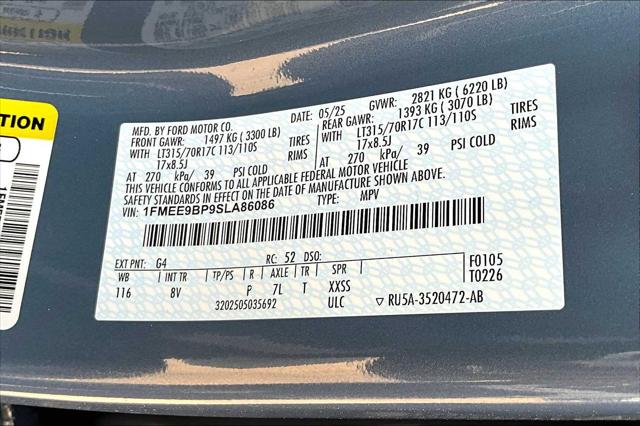 TION
MFD. BY FORD MOTOR CO.
05/25
GVWR: 2821 KG ( 6220 LB)
FRONT GAWR: 1497 KG ( 3300 LB)
REAR GAWR: 1393 KG ( 3070 LB)
WITH LT315/70R17C 113/110S TIRES
WITH LT315/70R17C 113/110S TIRES
17x8.5J RIMS
17x8.5J RIMS
AT 270 kPa/ 39 PSI COLD
AT 270 kPa/ 39 PSI COLD
THIS VEHICLE CONFORMS TO ALL APPLICABLE FEDERAL MOTOR VEHICLE
SAFETY STANDARDS IN EFFECT ON THE DATE OF MANUFACTURE SHOWN ABOVE.
VIN: 1FMEE9BP9SLA86086 TYPE: MPV
EXT PNT: G4 RC: 52 DSO:
F0105
WB INT TR TP/PS R AXLE TR SPR
T0226
116 8V P 7L T XXSS
3202505035692 ULC RU5A-3520472-AB